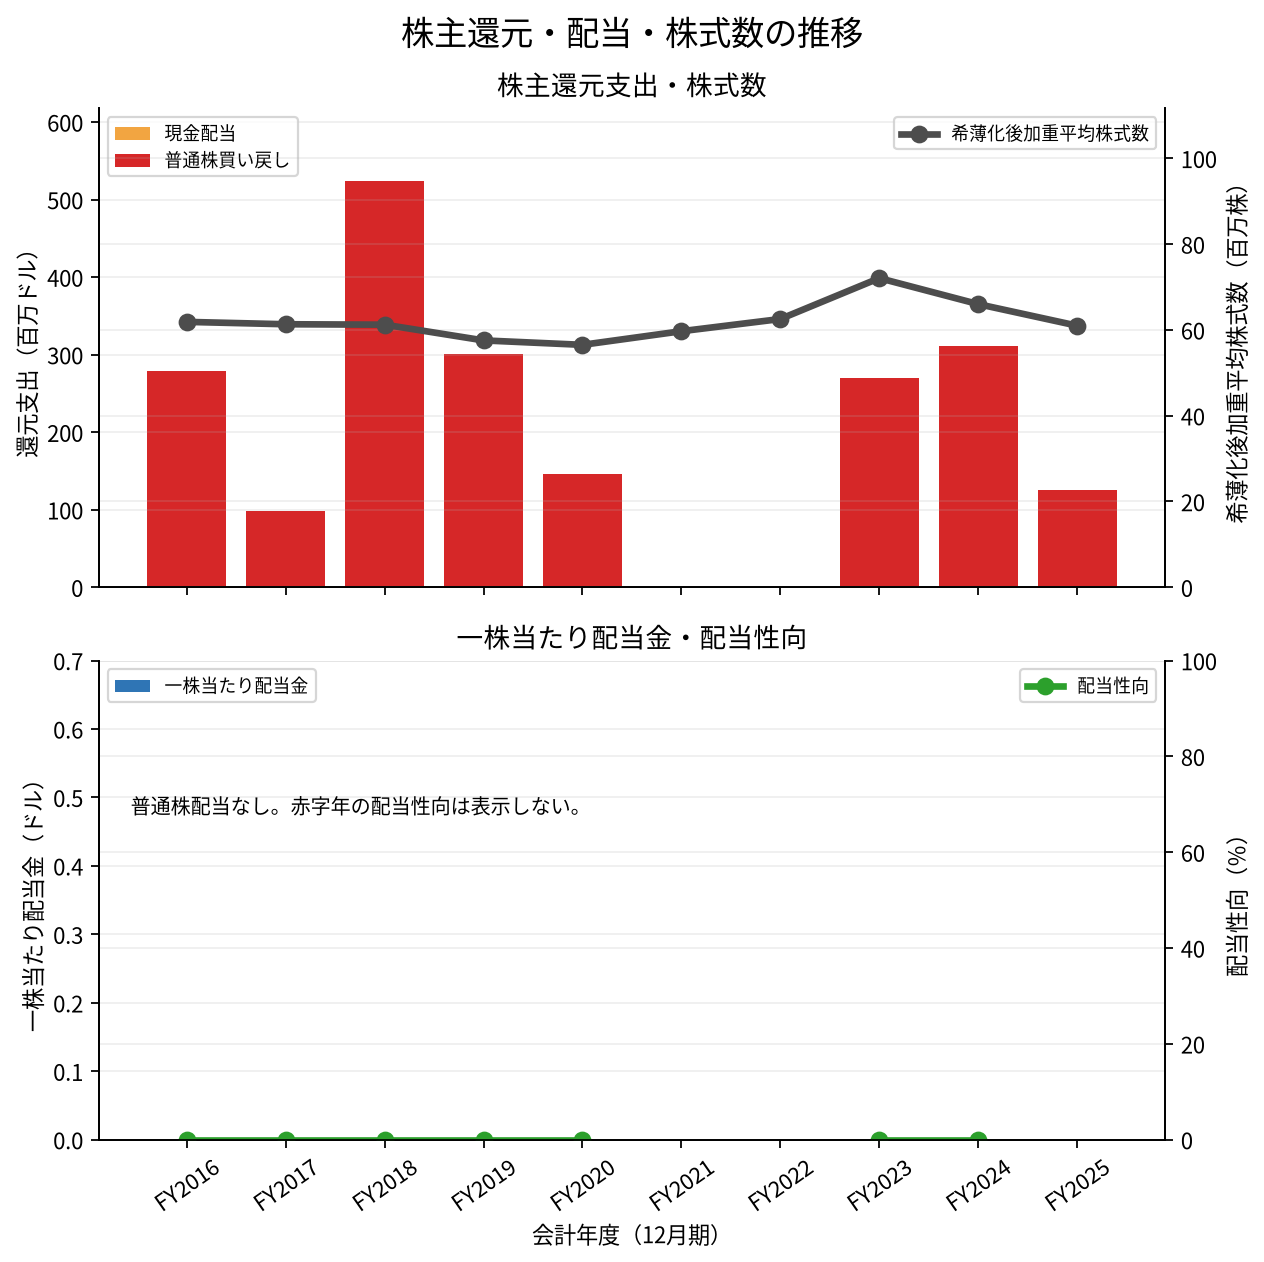 株主還元・配当・株式数の推移
株主還元支出・株式数
現金配当
普通株買い戻し
希薄化後加重平均株式数
還元支出（百万ドル）
600
500
400
300
200
100
0
100
80
60
40
20
0
希薄化後加重平均株式数（百万株）
一株当たり配当金・配当性向
一株当たり配当金
配当性向
普通株配当なし。赤字年の配当性向は表示しない。
一株当たり配当金（ドル）
0.7
0.6
0.5
0.4
0.3
0.2
0.1
0.0
100
80
60
40
20
0
配当性向（%）
FY2016
FY2017
FY2018
FY2019
FY2020
FY2021
FY2022
FY2023
FY2024
FY2025
会計年度（12月期）